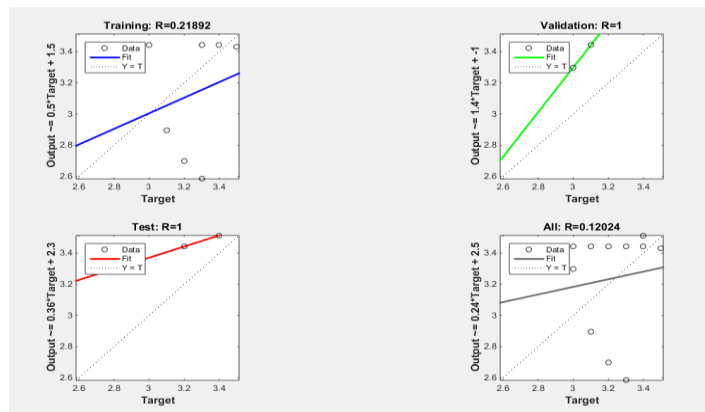 Training: R=0.21892
Output ~= 0.5*Target + 1.5
Data
Fit
Y = T
3.4
3.2
3
2.8
2.6
2.6 2.8 3 3.2 3.4
Target
Validation: R=1
Output ~= 1.4*Target + -1
Data
Fit
Y = T
3.4
3.2
3
2.8
2.6
2.6 2.8 3 3.2 3.4
Target
Test: R=1
Output ~= 0.36*Target + 2.3
Data
Fit
Y = T
3.4
3.2
3
2.8
2.6
2.6 2.8 3 3.2 3.4
Target
All: R=0.12024
Output ~= 0.24*Target + 2.5
Data
Fit
Y = T
3.4
3.2
3
2.8
2.6
2.6 2.8 3 3.2 3.4
Target